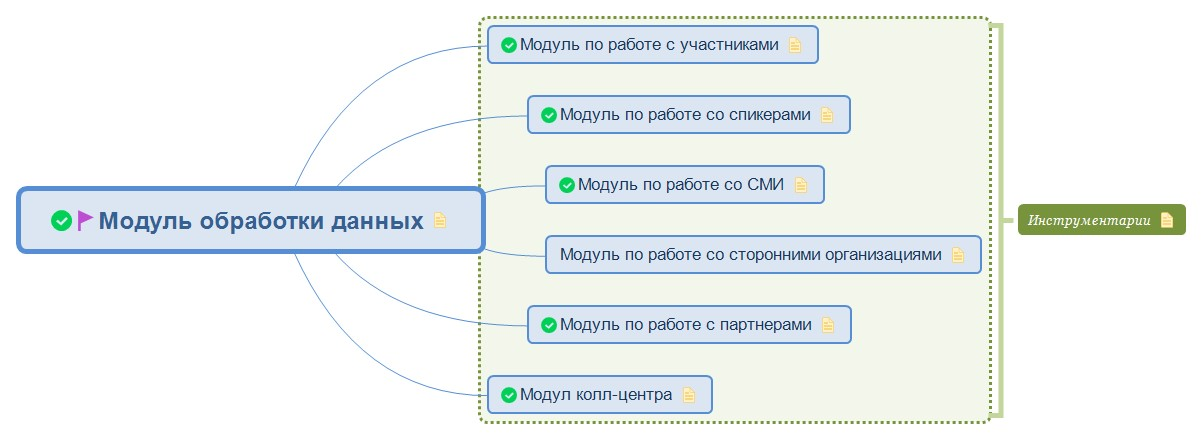 Модуль по работе с участниками
Модуль по работе со спикерами
Модуль по работе со СМИ
Модуль обработки данных
Инструментарии
Модуль по работе со сторонними организациями
Модуль по работе с партнерами
Модул колл-центра